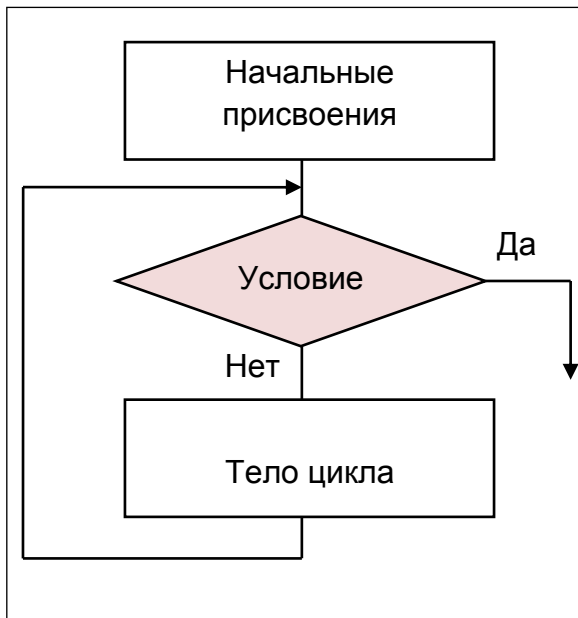 Начальные
присвоения
Да
Условие
Нет
Тело цикла